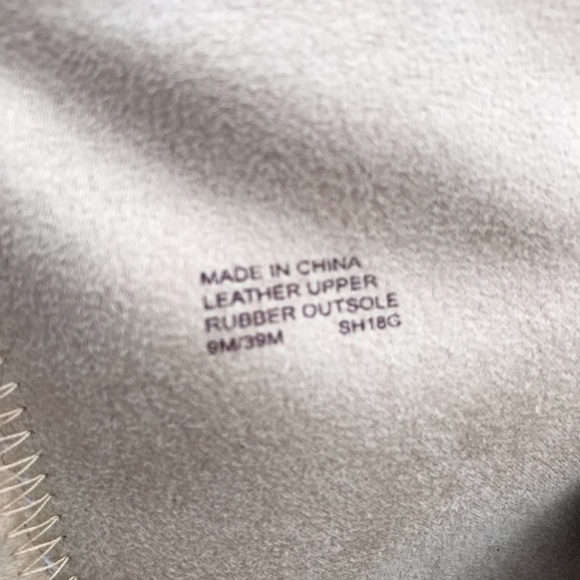 MADE IN CHINA
LEATHER UPPER
RUBBER OUTSOLE
9M/39M SH18G